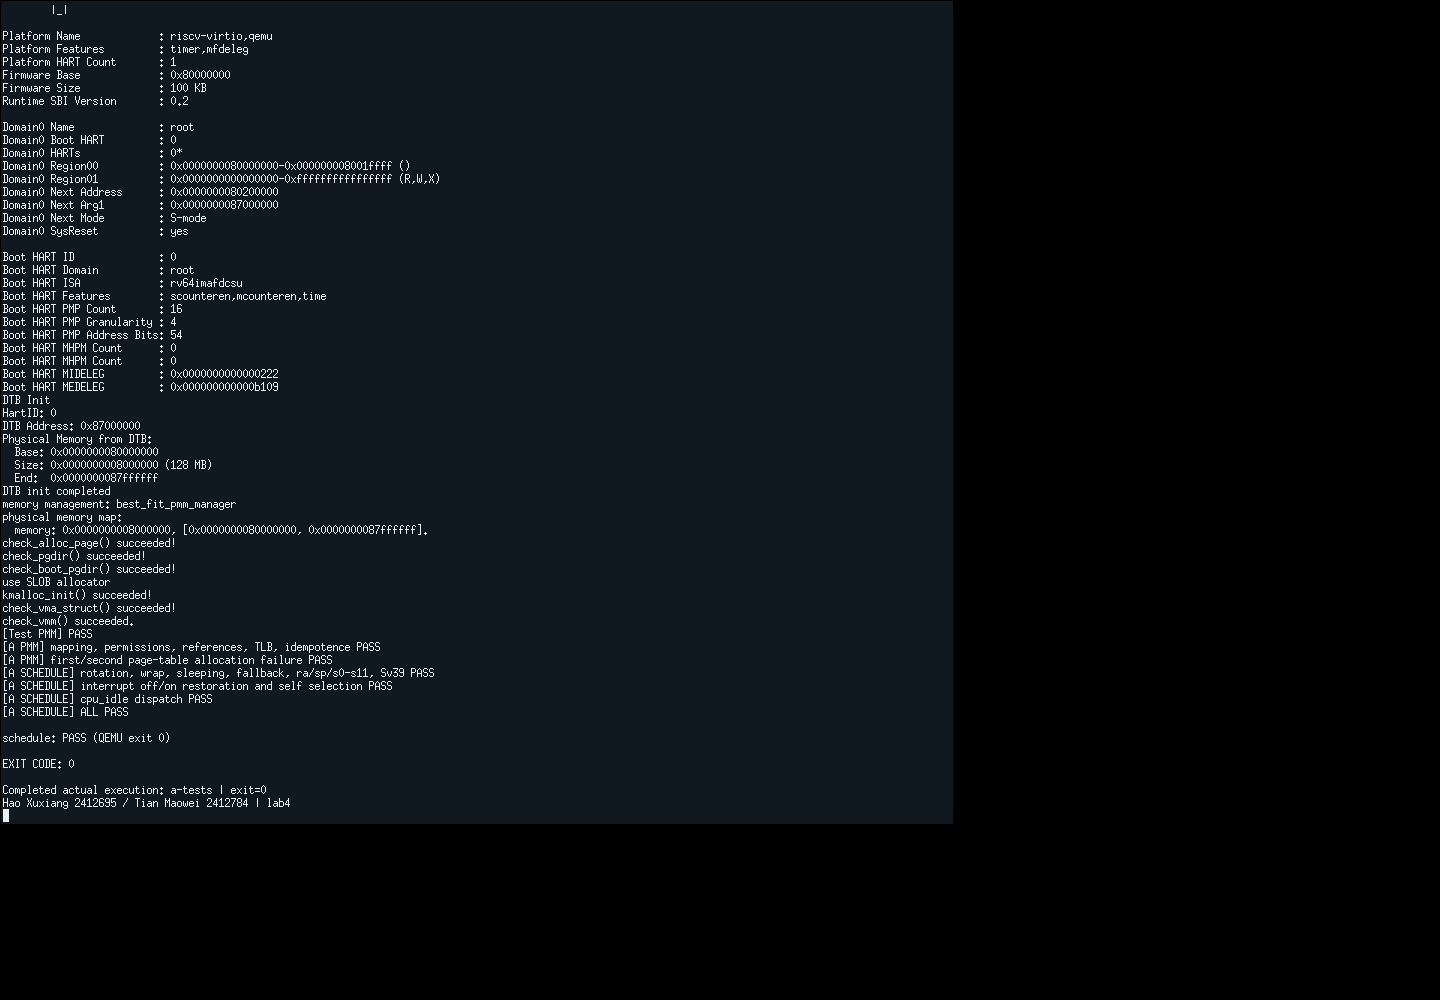 |_|
Platform Name             : riscv-virtio,qemu
Platform Features         : timer,mfdeleg
Platform HART Count       : 1
Firmware Base             : 0x80000000
Firmware Size             : 100 KB
Runtime SBI Version       : 0.2
Domain0 Name              : root
Domain0 Boot HART         : 0
Domain0 HARTs             : 0*
Domain0 Region00          : 0x0000000080000000-0x000000008001ffff ()
Domain0 Region01          : 0x0000000000000000-0xffffffffffffffff (R,W,X)
Domain0 Next Address      : 0x0000000080200000
Domain0 Next Arg1         : 0x0000000087000000
Domain0 Next Mode         : S-mode
Domain0 SysReset          : yes
Boot HART ID              : 0
Boot HART Domain          : root
Boot HART ISA             : rv64imafdcsu
Boot HART Features        : scounteren,mcounteren,time
Boot HART PMP Count       : 16
Boot HART PMP Granularity : 4
Boot HART PMP Address Bits: 54
Boot HART MHPM Count      : 0
Boot HART MHPM Count      : 0
Boot HART MIDELEG         : 0x0000000000000222
Boot HART MEDELEG         : 0x000000000000b109
DTB Init
HartID: 0
DTB Address: 0x87000000
Physical Memory from DTB:
  Base: 0x0000000080000000
  Size: 0x0000000008000000 (128 MB)
  End:  0x0000000087ffffff
DTB init completed
memory management: best_fit_pmm_manager
physical memory map:
  memory: 0x0000000008000000, [0x0000000080000000, 0x0000000087ffffff].
check_alloc_page() succeeded!
check_pgdir() succeeded!
check_boot_pgdir() succeeded!
use SLOB allocator
kmalloc_init() succeeded!
check_vma_struct() succeeded!
check_vmm() succeeded.
[Test PMM] PASS
[A PMM] mapping, permissions, references, TLB, idempotence PASS
[A PMM] first/second page-table allocation failure PASS
[A SCHEDULE] rotation, wrap, sleeping, fallback, ra/sp/s0-s11, Sv39 PASS
[A SCHEDULE] interrupt off/on restoration and self selection PASS
[A SCHEDULE] cpu_idle dispatch PASS
[A SCHEDULE] ALL PASS
schedule: PASS (QEMU exit 0)
EXIT CODE: 0
Completed actual execution: a-tests | exit=0
Hao Xuxiang 2412695 / Tian Maowei 2412784 | lab4